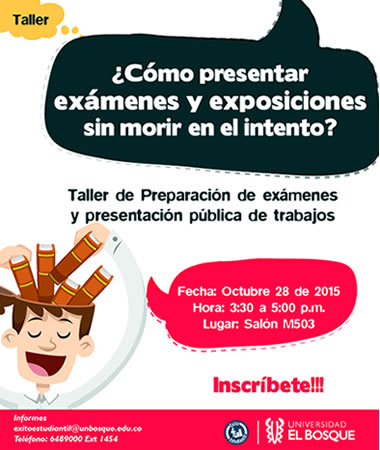 Taller
¿Cómo presentar
exámenes y exposiciones
sin morir en el intento?
Taller de Preparación de exámenes
y presentación pública de trabajos
Fecha: Octubre 28 de 2015
Hora: 3:30 a 5:00 p.m.
Lugar: Salón M503
Inscríbete!!!
Informes
exitoestudiantil@unbosque.edu.co
Teléfono: 6489000 Ext 1454
UNIVERSIDAD
EL BOSQUE